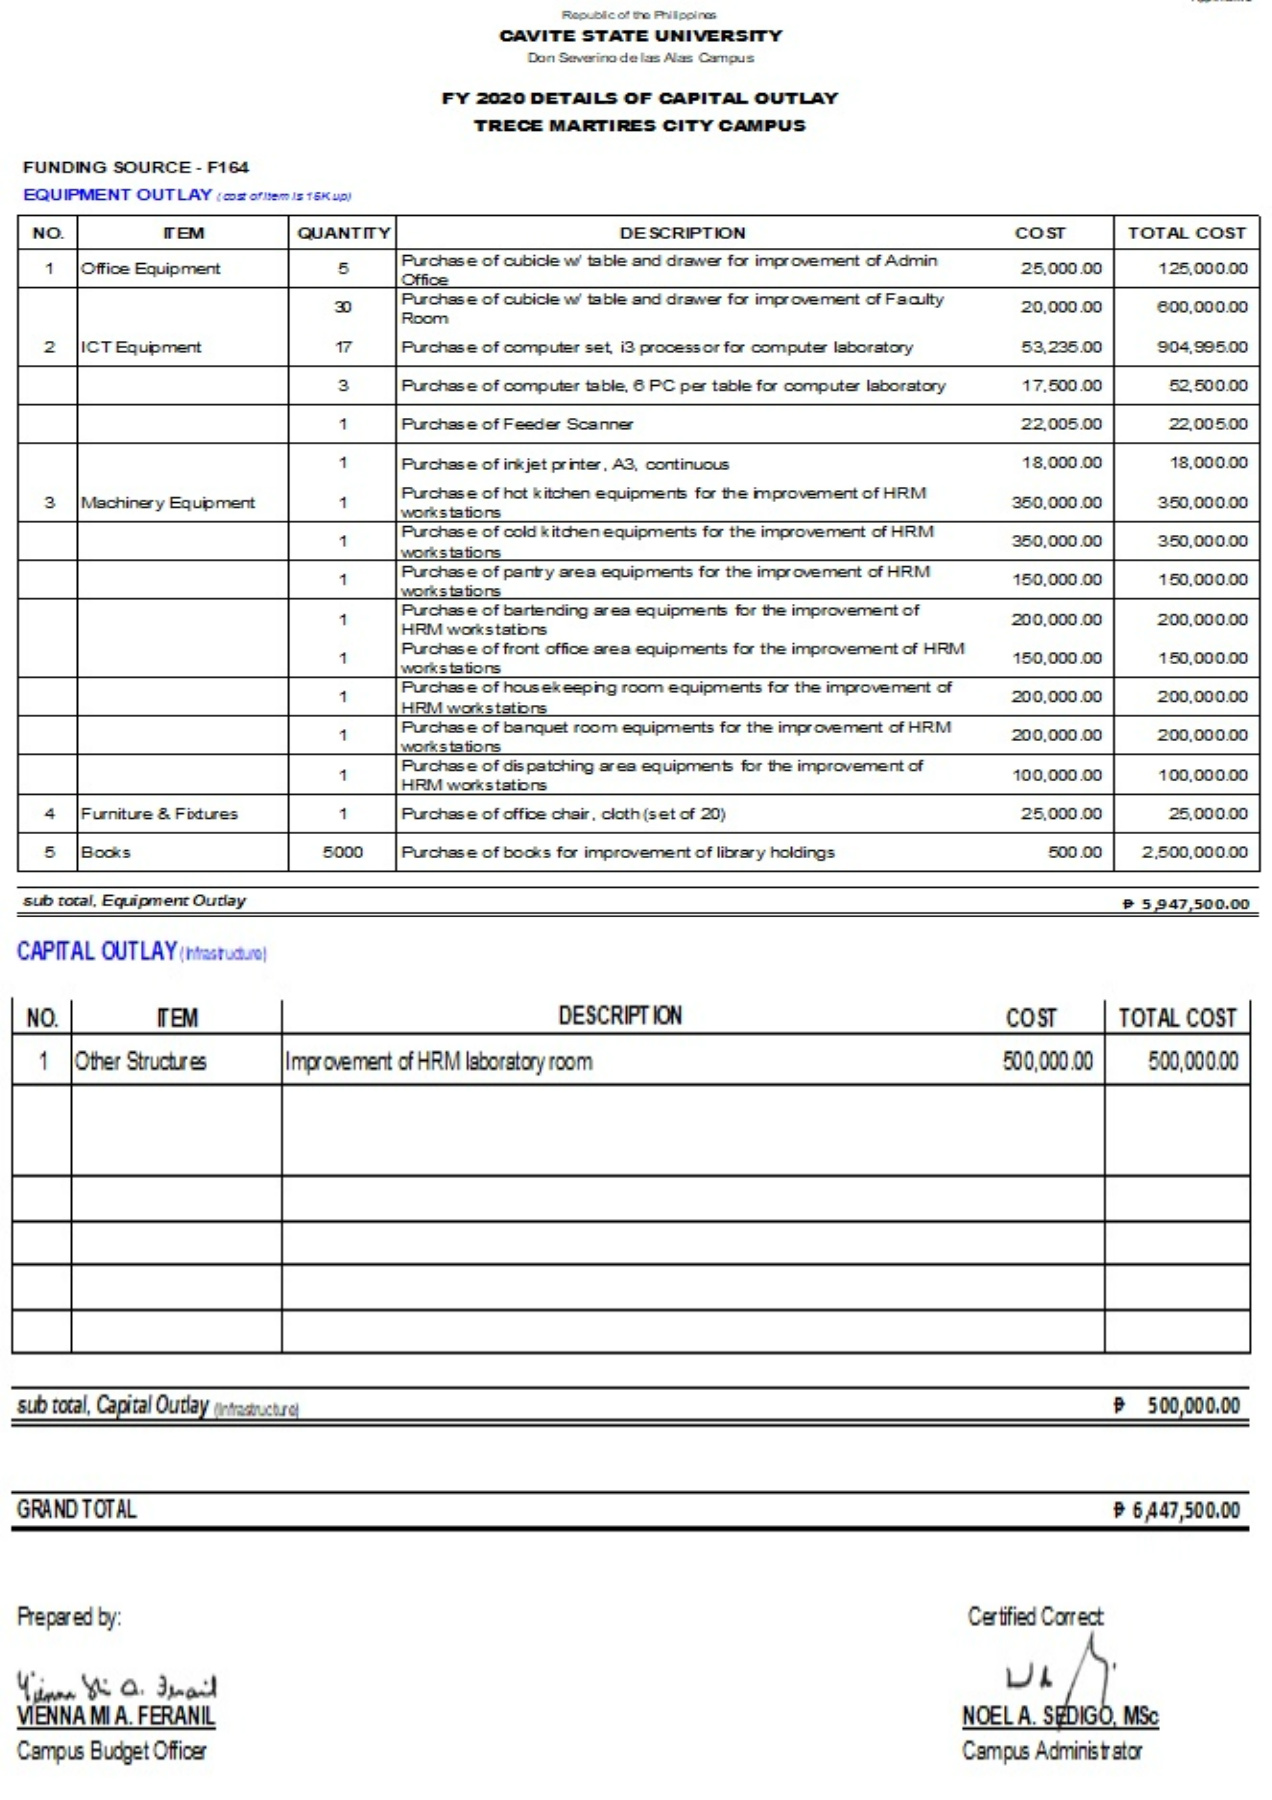 Republic of the Philippines
CAVITE STATE UNIVERSITY
Don Severino de las Alas Campus
FY 2020 DETAILS OF CAPITAL OUTLAY
TRECE MARTIRES CITY CAMPUS
FUNDING SOURCE - F164
EQUIPMENT OUTLAY (cost of item is 15K up)
NO. ITEM QUANTITY DESCRIPTION COST TOTAL COST
1 Office Equipment 5 Purchase of cubicle w/ table and drawer for improvement of Admin Office 25,000.00 125,000.00
30 Purchase of cubicle w/ table and drawer for improvement of Faculty Room 20,000.00 600,000.00
2 ICT Equipment 17 Purchase of computer set, i3 processor for computer laboratory 53,235.00 904,995.00
3 Purchase of computer table, 6 PC per table for computer laboratory 17,500.00 52,500.00
1 Purchase of Feeder Scanner 22,005.00 22,005.00
1 Purchase of inkjet printer, A3, continuous 18,000.00 18,000.00
3 Machinery Equipment 1 Purchase of hot kitchen equipments for the improvement of HRM workstations 350,000.00 350,000.00
1 Purchase of cold kitchen equipments for the improvement of HRM workstations 350,000.00 350,000.00
1 Purchase of pantry area equipments for the improvement of HRM workstations 150,000.00 150,000.00
1 Purchase of bartending area equipments for the improvement of HRM workstations 200,000.00 200,000.00
1 Purchase of front office area equipments for the improvement of HRM workstations 150,000.00 150,000.00
1 Purchase of housekeeping room equipments for the improvement of HRM workstations 200,000.00 200,000.00
1 Purchase of banquet room equipments for the improvement of HRM workstations 200,000.00 200,000.00
1 Purchase of dispatching area equipments for the improvement of HRM workstations 100,000.00 100,000.00
4 Furniture & Fixtures 1 Purchase of office chair, cloth (set of 20) 25,000.00 25,000.00
5 Books 5000 Purchase of books for improvement of library holdings 500.00 2,500,000.00
sub total, Equipment Outlay ₱ 5,947,500.00
CAPITAL OUTLAY (Infrastructure)
NO. ITEM DESCRIPTION COST TOTAL COST
1 Other Structures Improvement of HRM laboratory room 500,000.00 500,000.00
sub total, Capital Outlay (Infrastructure) ₱ 500,000.00
GRAND TOTAL ₱ 6,447,500.00
Prepared by: Certified Correct:
VIENNA MI A. FERANIL NOEL A. SEDIGO, MSc
Campus Budget Officer Campus Administrator